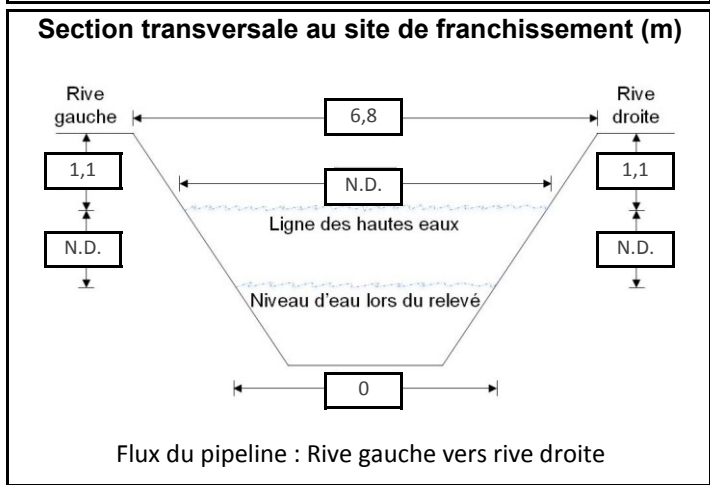 Section transversale au site de franchissement (m)
Rive
gauche
6,8
Rive
droite
1,1
N.D.
1,1
Ligne des hautes eaux
N.D.
N.D.
Niveau d'eau lors du relevé
0
Flux du pipeline : Rive gauche vers rive droite